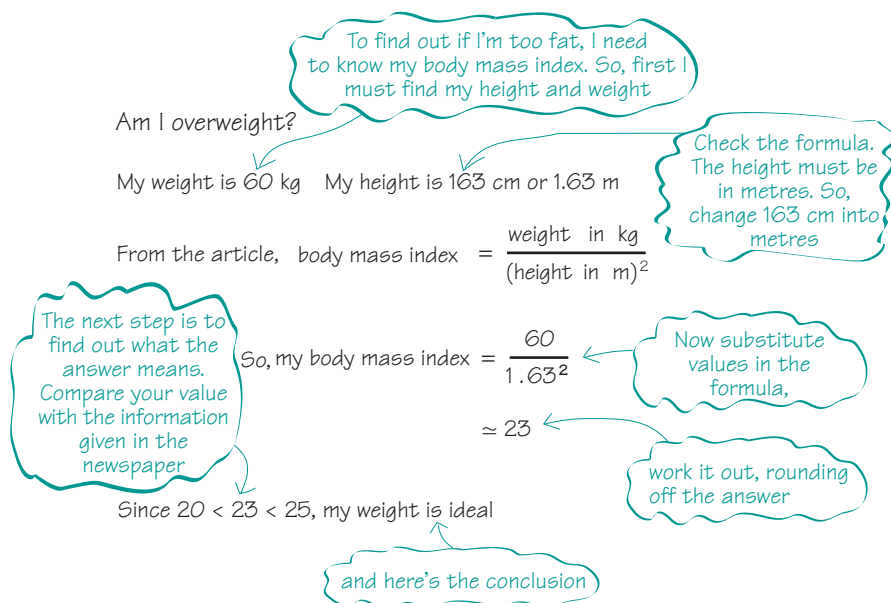 To find out if I'm too fat, I need
to know my body mass index. So, first I
must find my height and weight
Am I overweight?
My weight is 60 kg My height is 163 cm or 1.63 m
Check the formula.
The height must be
in metres. So,
change 163 cm into
metres
From the article, body mass index = weight in kg / (height in m)²
The next step is to
find out what the
answer means.
Compare your value
with the information
given in the
newspaper
So, my body mass index = 60 / 1.63²
Now substitute
values in the
formula,
≃ 23
work it out, rounding
off the answer
Since 20 < 23 < 25, my weight is ideal
and here's the conclusion